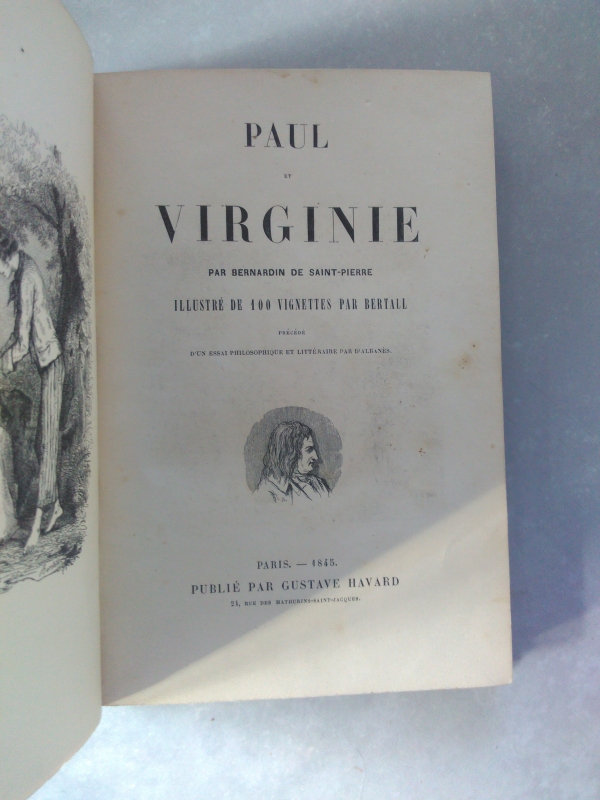 PAUL
ET
VIRGINIE
PAR BERNARDIN DE SAINT-PIERRE
ILLUSTRÉ DE 100 VIGNETTES PAR BERTALL
PRÉCÉDÉ
D'UN ESSAI PHILOSOPHIQUE ET LITTÉRAIRE PAR D'ALBANÈS.
PARIS. — 1845.
PUBLIÉ PAR GUSTAVE HAVARD
24, RUE DES MATHURINS-SAINT-JACQUES.